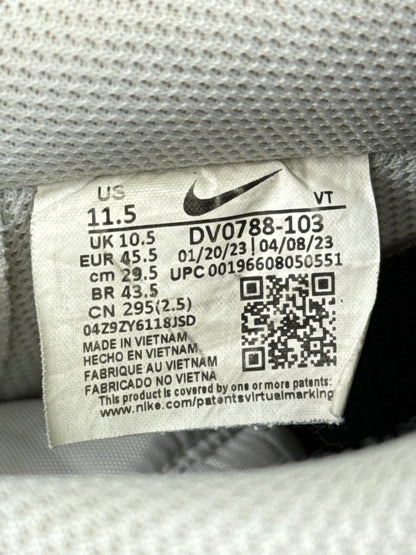 US
11.5
UK 10.5
EUR 45.5
cm 29.5
BR 43.5
CN 295(2.5)
04Z9ZY6118JSD
VT
DV0788-103
01/20/23 | 04/08/23
UPC 00196608050551
MADE IN VIETNAM
HECHO EN VIETNAM
FABRIQUE AU VIETNAM
FABRICADO NO VIETNA
This product is covered by one or more patents:
www.nike.com/patentsvirtualmarking